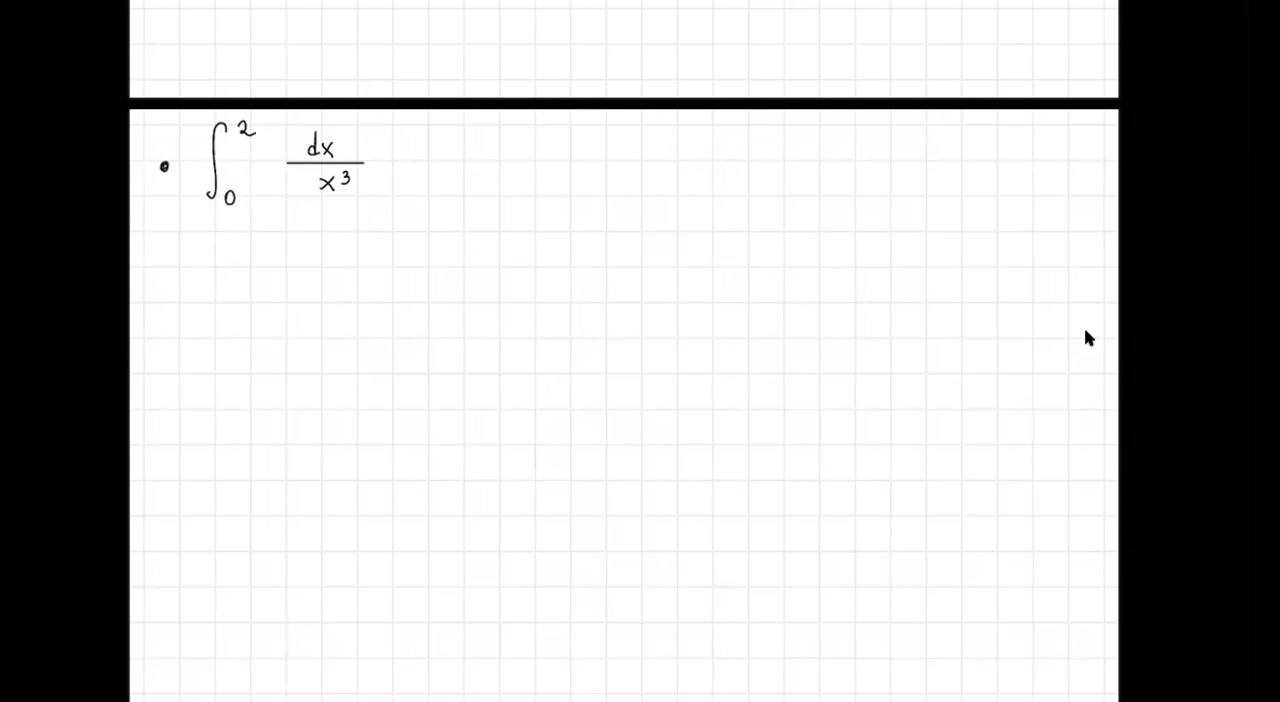 • ∫₀² dx/x³